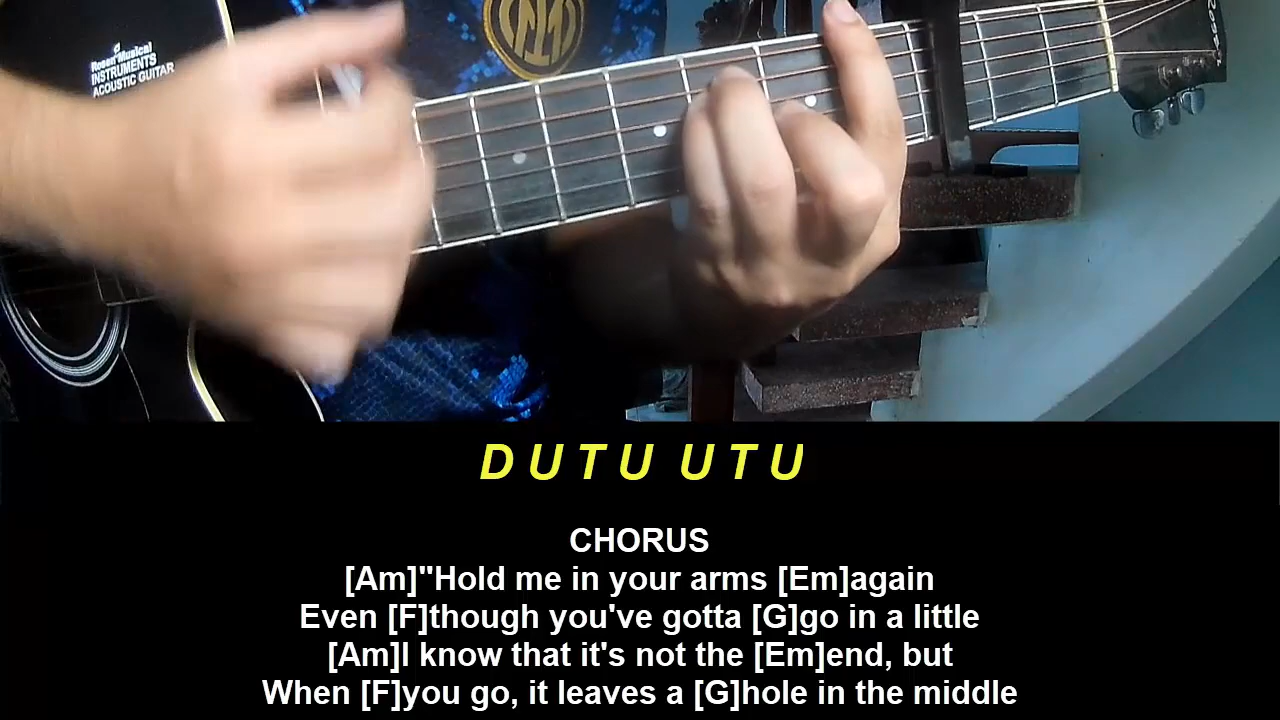 Rosen Musical
INSTRUMENTS
ACOUSTIC GUITAR
D U T U  U T U
CHORUS
[Am]"Hold me in your arms [Em]again
Even [F]though you've gotta [G]go in a little
[Am]I know that it's not the [Em]end, but
When [F]you go, it leaves a [G]hole in the middle